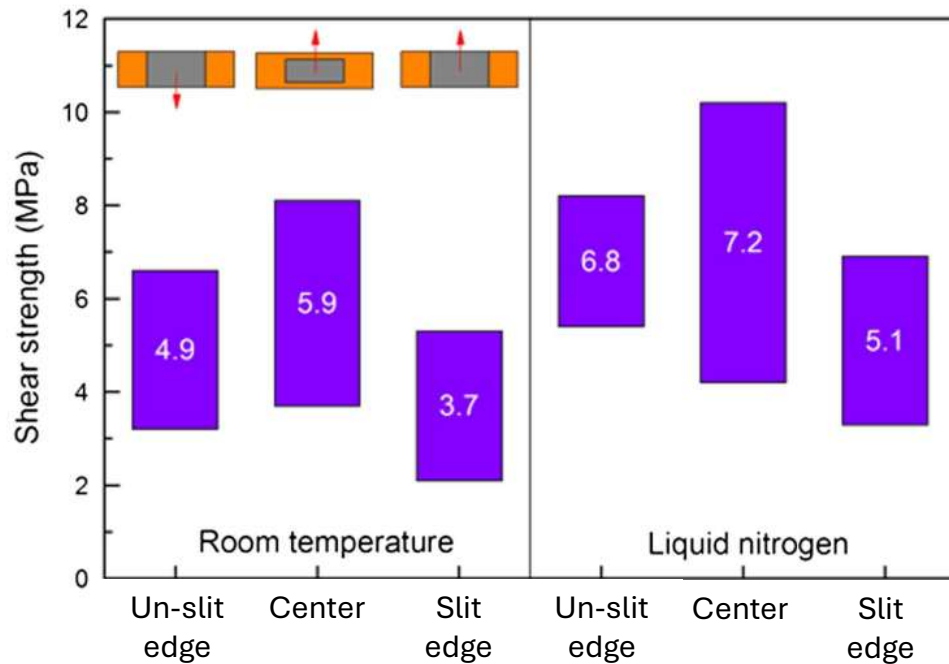 Shear strength (MPa)
12
10
8
6
4
2
0
4.9
5.9
3.7
6.8
7.2
5.1
Room temperature
Liquid nitrogen
Un-slit
edge
Center
Slit
edge
Un-slit
edge
Center
Slit
edge